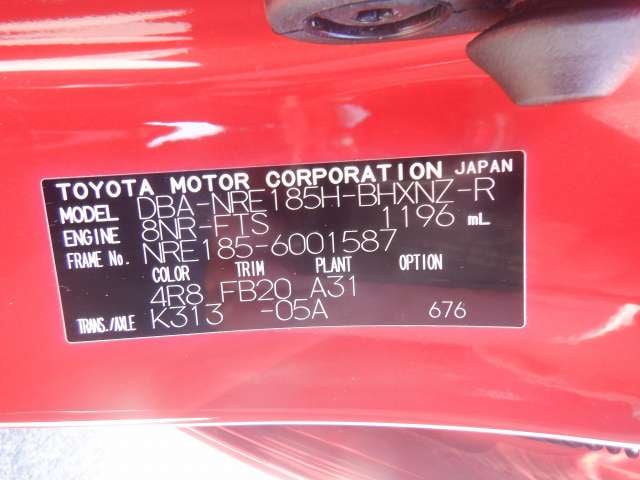 TOYOTA MOTOR CORPORATION JAPAN
MODEL DBA-NRE185H-BHXNZ-R
ENGINE 8NR-FTS 1196 mL
FRAME No. NRE185-6001587
COLOR TRIM PLANT OPTION
4R8 FB20 A31
TRANS./AXLE K313 -05A 676